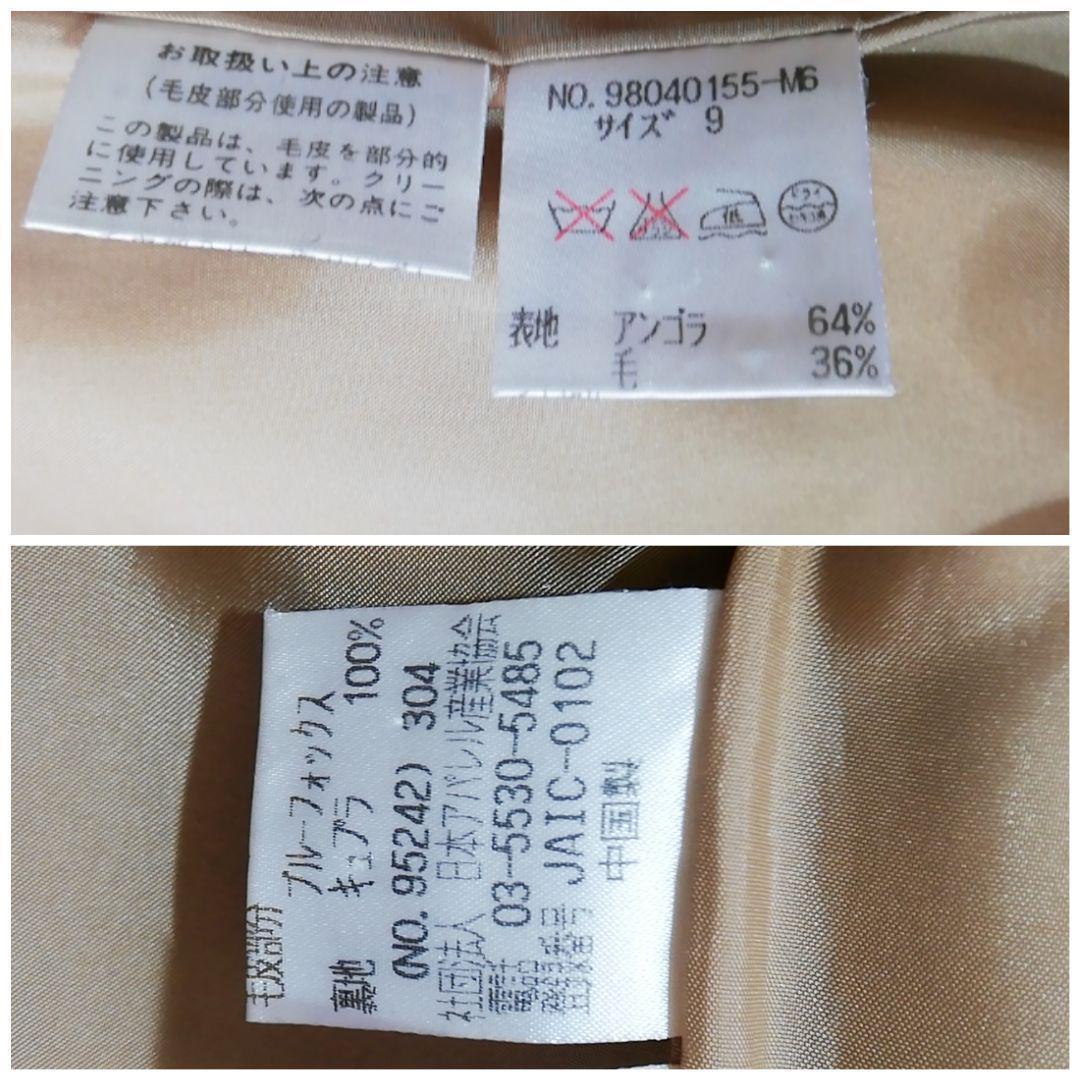 お取扱い上の注意
(毛皮部分使用の製品)
この製品は、毛皮を部分的
に使用しています。クリー
ニングの際は、次の点にご
注意下さい。
NO. 98040155-M6
サイズ 9
低
ドライ
表地 アンゴラ 64%
毛 36%
毛皮部分
ブルーフォックス
裏地 キュプラ 100%
(NO. 95242) 304
社団法人 日本アパレル産業協会
電話 03-5530-5485
JAIC-0102
中国製